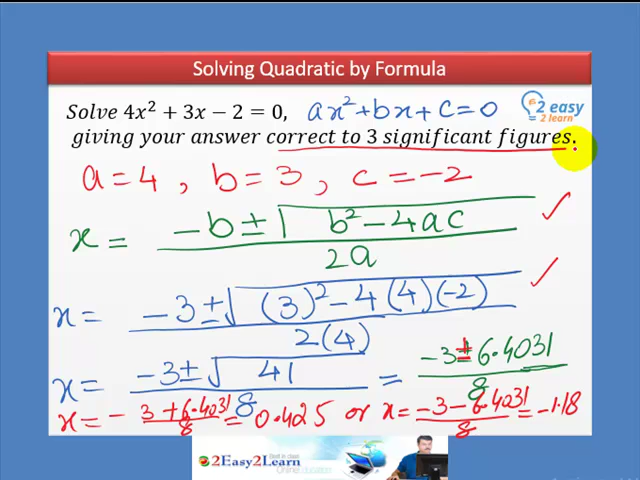 Solving Quadratic by Formula
Solve 4x² + 3x − 2 = 0, ax²+bx+c=0
2 easy
2 learn
giving your answer correct to 3 significant figures.
a=4 , b=3 , c=-2
x = (-b±√(b²-4ac))/(2a) ✓
x = (-3±√((3)²-4(4)(-2)))/(2(4)) ✓
x = (-3±√41)/8 = (-3±6.4031)/8
x = (-3+6.4031)/8 = 0.425 or x = (-3-6.4031)/8 = -1.18
2Easy2Learn